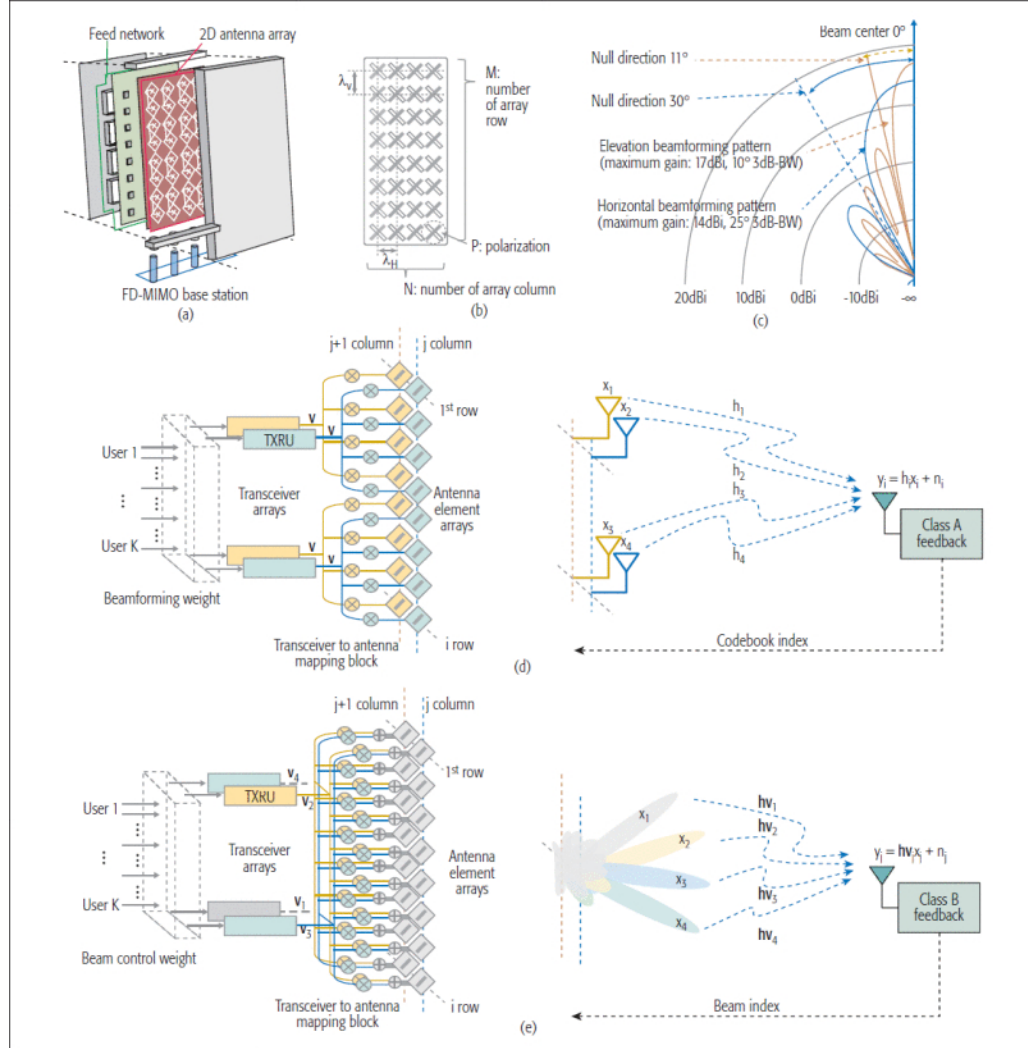 Feed network
2D antenna array
FD-MIMO base station
(a)
λv
M:
number
of array
row
P: polarization
λH
N: number of array column
(b)
Beam center 0°
Null direction 11°
Null direction 30°
Elevation beamforming pattern
(maximum gain: 17dBi, 10° 3dB-BW)
Horizontal beamforming pattern
(maximum gain: 14dBi, 25° 3dB-BW)
20dBi
10dBi
0dBi
-10dBi
-∞
(c)
j+1 column
j column
1st row
v
v
TXRU
User 1
Transceiver
arrays
Antenna
element
arrays
User K
v
v
Beamforming weight
i row
Transceiver to antenna
mapping block
x1
x2
h1
h2
h3
x3
x4
h4
yi = hixi + ni
Class A
feedback
Codebook index
(d)
j+1 column
j column
1st row
v4
TXRU
v2
User 1
Transceiver
arrays
Antenna
element
arrays
User K
v1
v3
Beam control weight
i row
Transceiver to antenna
mapping block
x1
x2
x3
x4
hv1
hv2
hv3
hv4
yj = hvjxj + nj
Class B
feedback
Beam index
(e)